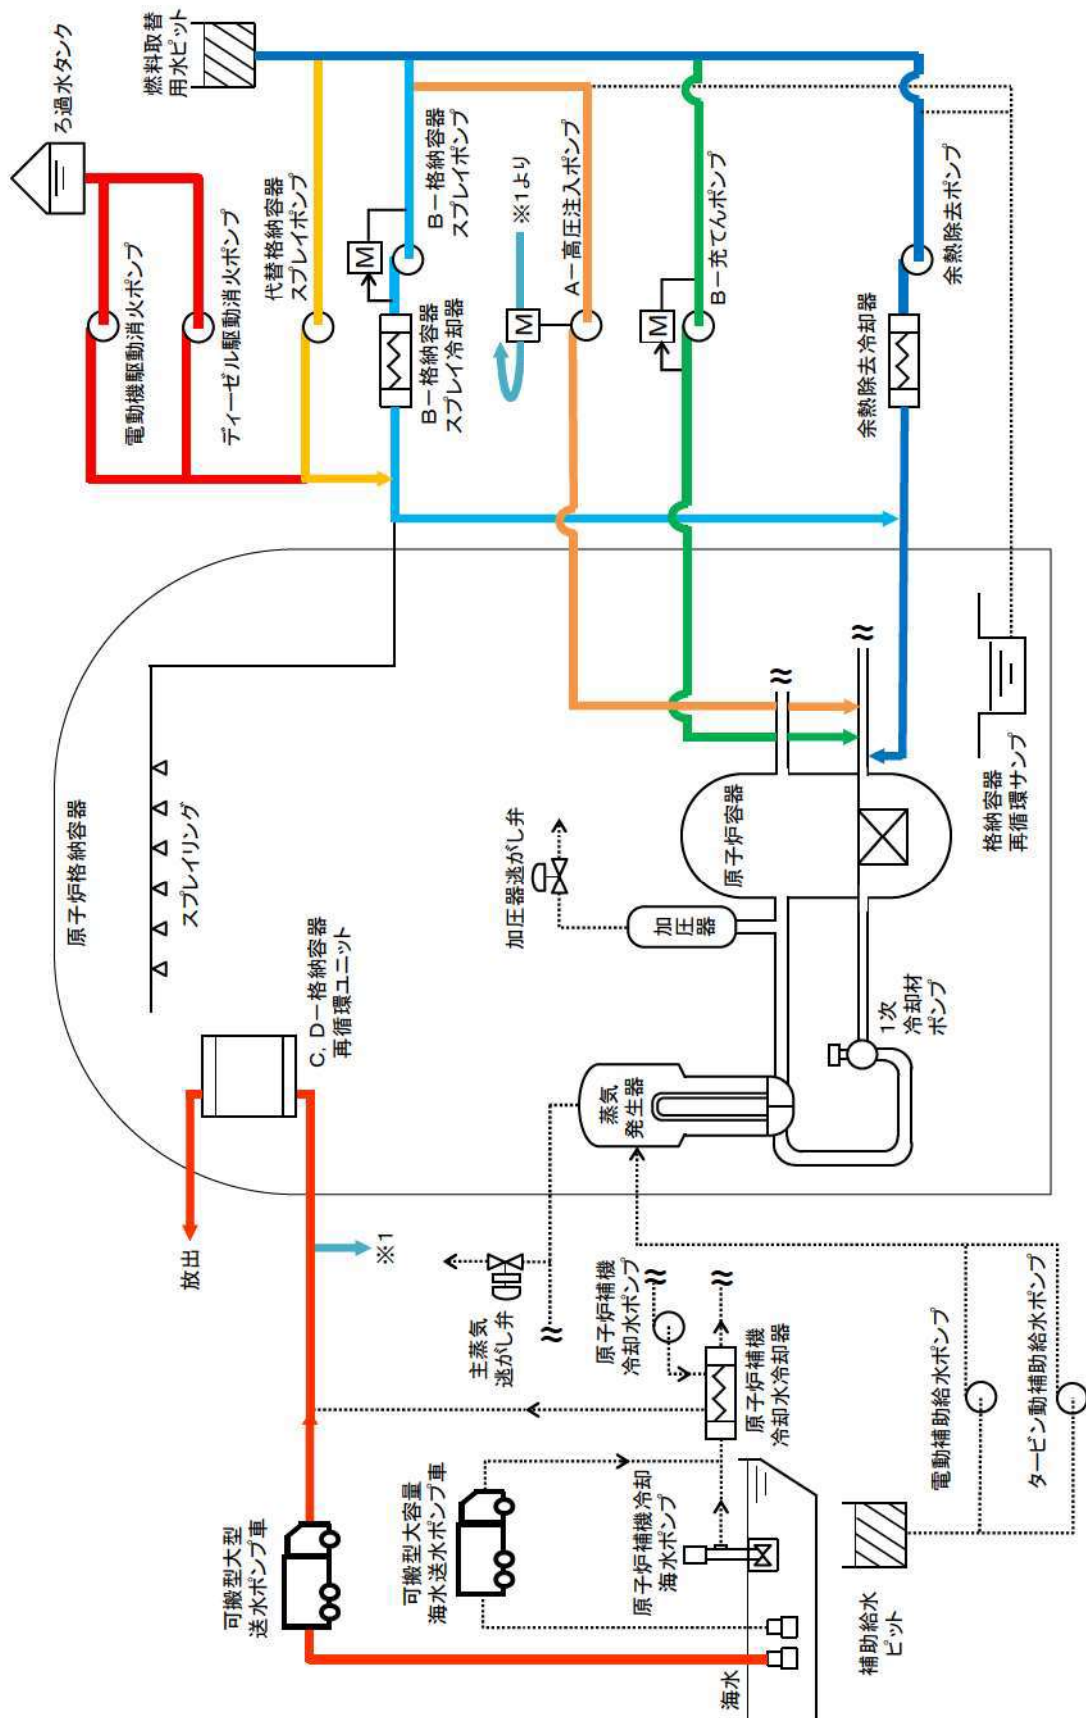 ろ過水タンク
燃料取替
用水ピット
電動機駆動消火ポンプ
ディーゼル駆動消火ポンプ
代替格納容器
スプレイポンプ
B－格納容器
スプレイポンプ
M
B－格納容器
スプレイ冷却器
※1より
M
A－高圧注入ポンプ
M
B－充てんポンプ
余熱除去ポンプ
余熱除去冷却器
原子炉格納容器
スプレイリング
C, D－格納容器
再循環ユニット
加圧器逃がし弁
加
圧
器
原子炉容器
格納容器
再循環サンプ
蒸気
発生器
1次
冷却材
ポンプ
放出
※1
主蒸気
逃がし弁
原子炉補機
冷却水ポンプ
原子炉補機
冷却水冷却器
可搬型大型
送水ポンプ車
可搬型大容量
海水送水ポンプ車
原子炉補機冷却
海水ポンプ
海水
補助給水
ピット
電動補助給水ポンプ
タービン動補助給水ポンプ